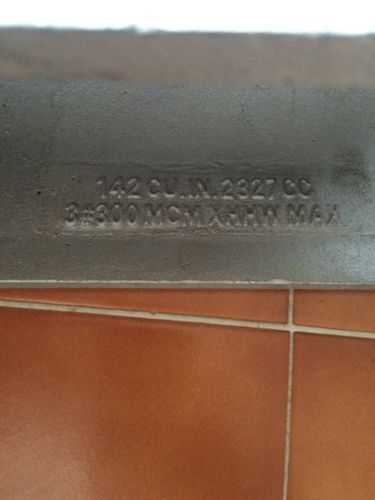 142 CU.IN. 2327 CC
3#300 MCM XHHW MAX